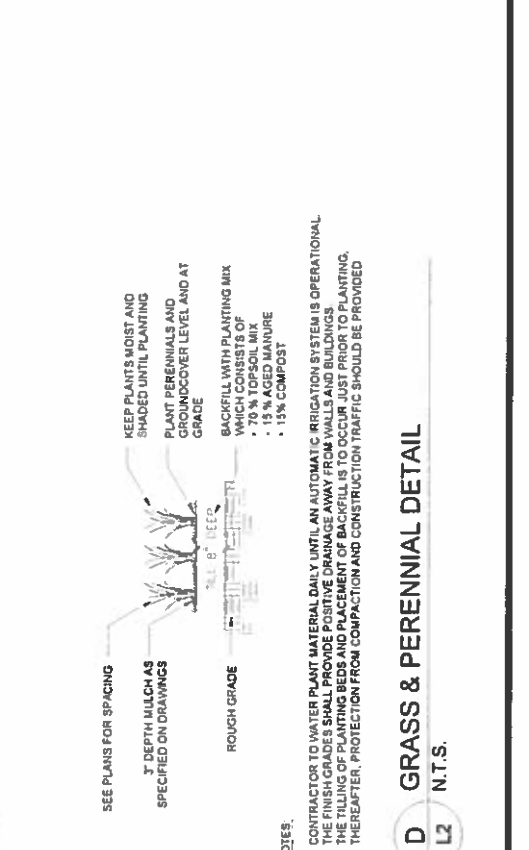 SEE PLANS FOR SPACING
3" DEPTH MULCH AS
SPECIFIED ON DRAWINGS
ROUGH GRADE
KEEP PLANTS MOIST AND
SHADED UNTIL PLANTING
PLANT PERENNIALS AND
GROUNDCOVER LEVEL AND AT
GRADE
BACKFILL WITH PLANTING MIX
WHICH CONSISTS OF
• 70 % TOPSOIL MIX
• 15 % AGED MANURE
• 15% COMPOST
8" DEEP
OTES:
CONTRACTOR TO WATER PLANT MATERIAL DAILY UNTIL AN AUTOMATIC IRRIGATION SYSTEM IS OPERATIONAL.
THE FINISH GRADES SHALL PROVIDE POSITIVE DRAINAGE AWAY FROM WALLS AND BUILDINGS
THE TILLING OF PLANTING BEDS AND PLACEMENT OF BACKFILL IS TO OCCUR JUST PRIOR TO PLANTING,
THEREAFTER, PROTECTION FROM COMPACTION AND CONSTRUCTION TRAFFIC SHOULD BE PROVIDED
D GRASS & PERENNIAL DETAIL
L2 N.T.S.